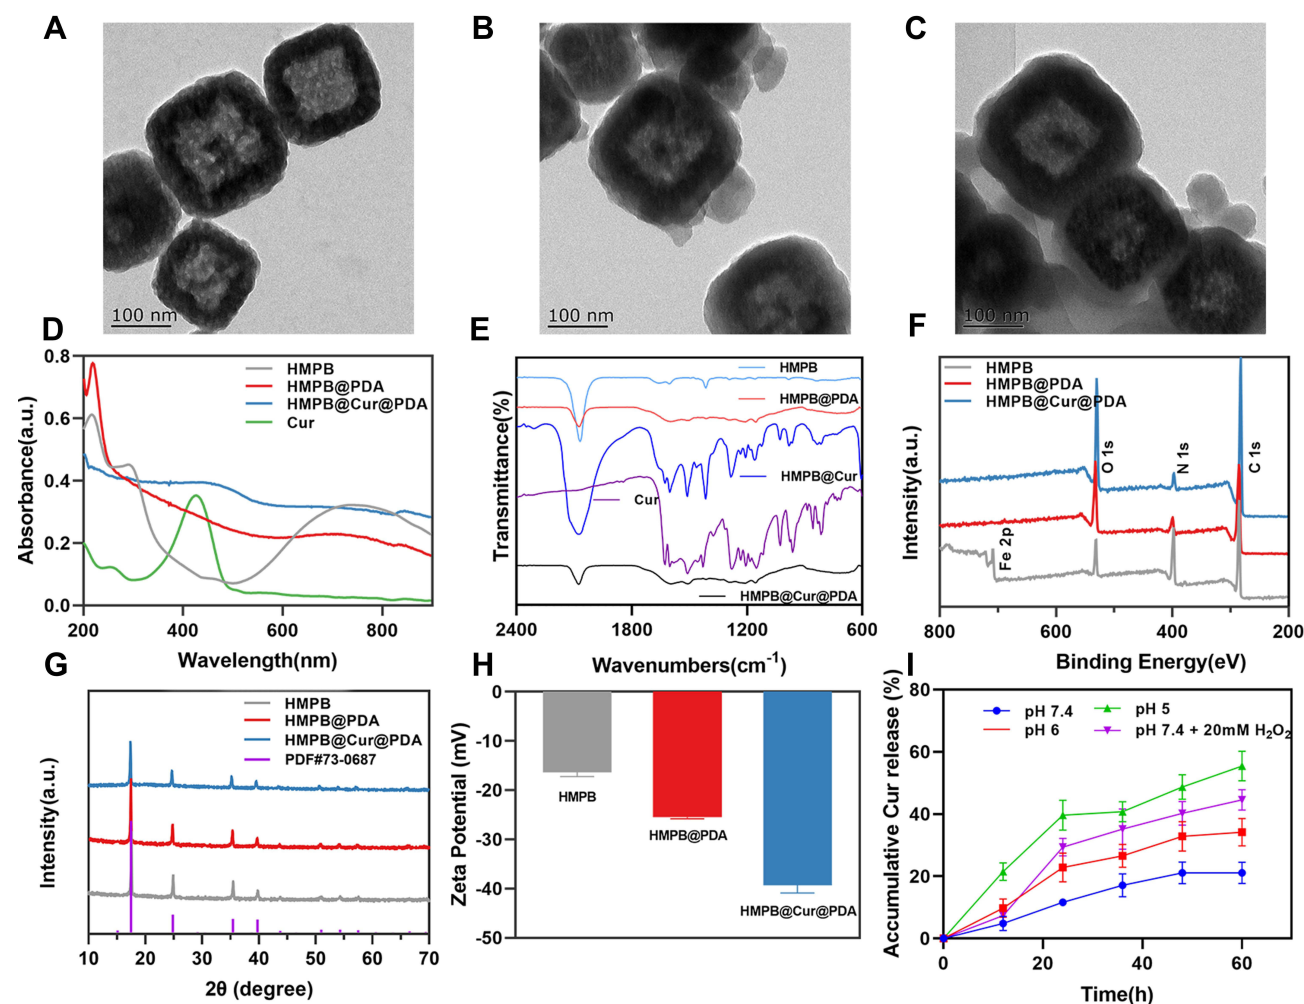 A
B
C
100 nm
100 nm
100 nm
D
E
F
0.8
0.6
0.4
0.2
0.0
Absorbance(a.u.)
HMPB
HMPB@PDA
HMPB@Cur@PDA
Cur
200
400
600
800
Wavelength(nm)
Transmittance(%)
HMPB
HMPB@PDA
HMPB@Cur
Cur
HMPB@Cur@PDA
2400
1800
1200
600
Wavenumbers(cm⁻¹)
Intensity(a.u.)
HMPB
HMPB@PDA
HMPB@Cur@PDA
Fe 2p
O 1s
N 1s
C 1s
800
600
400
200
Binding Energy(eV)
G
H
I
Intensity(a.u.)
HMPB
HMPB@PDA
HMPB@Cur@PDA
PDF#73-0687
10
20
30
40
50
60
70
2θ (degree)
Zeta Potential (mV)
0
-10
-20
-30
-40
-50
HMPB
HMPB@PDA
HMPB@Cur@PDA
Accumulative Cur release (%)
80
60
40
20
0
pH 7.4
pH 5
pH 6
pH 7.4 + 20mM H₂O₂
0
20
40
60
Time(h)